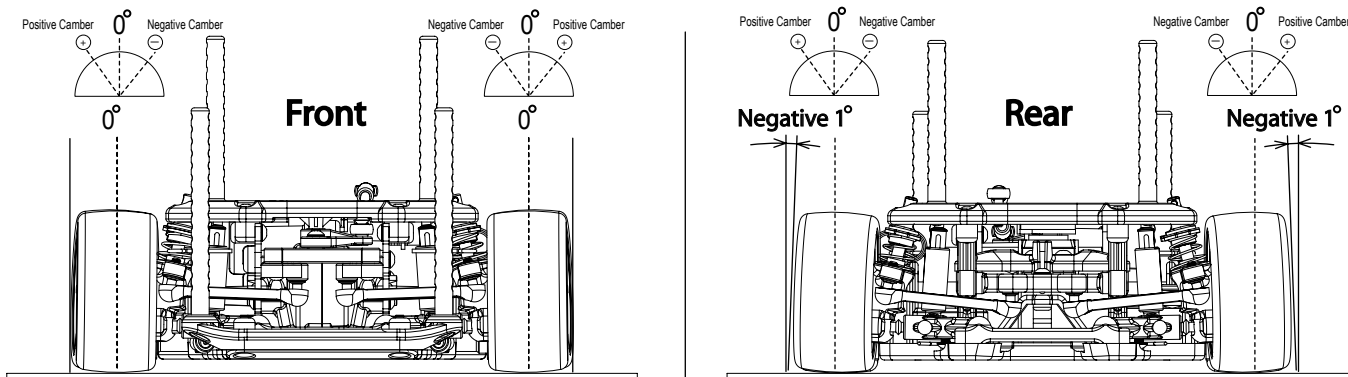 Positive Camber 0° Negative Camber
+ −
0°
Front
Negative Camber 0° Positive Camber
− +
0°
Positive Camber 0° Negative Camber
+ −
Negative 1°
Rear
Negative Camber 0° Positive Camber
− +
Negative 1°